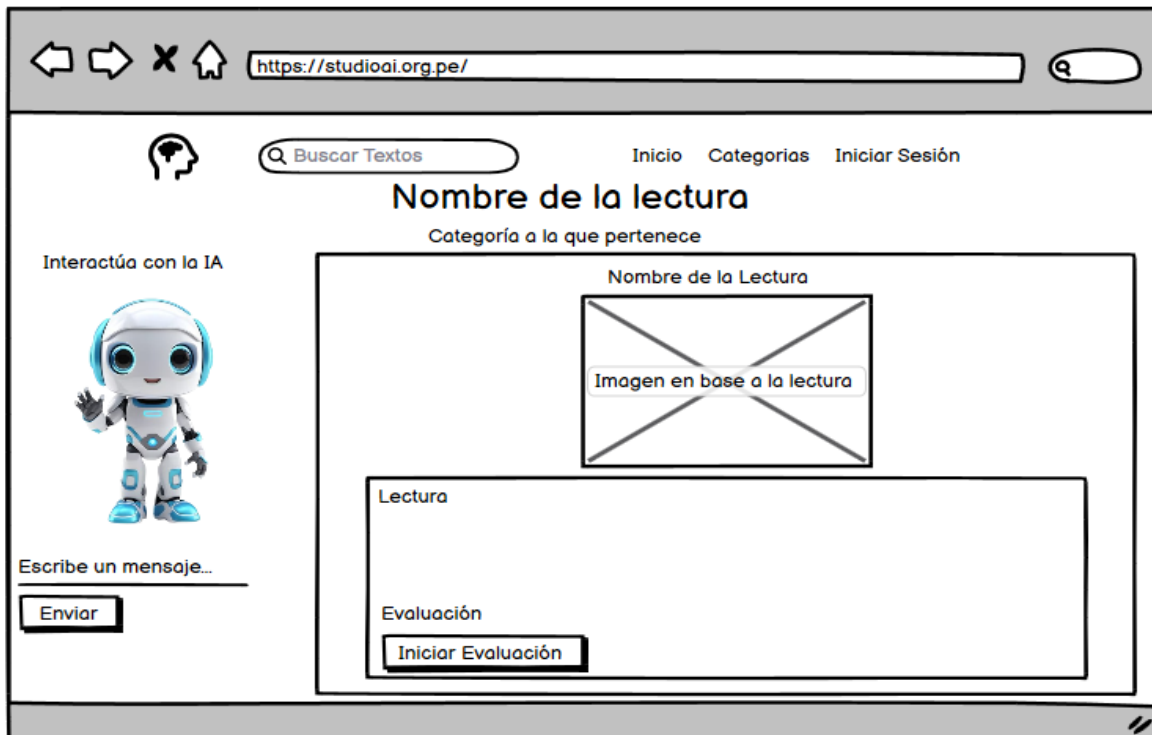 https://studioai.org.pe/
Buscar Textos
Inicio Categorias Iniciar Sesión
Nombre de la lectura
Categoría a la que pertenece
Interactúa con la IA
Escribe un mensaje...
Enviar
Nombre de la Lectura
Imagen en base a la lectura
Lectura
Evaluación
Iniciar Evaluación